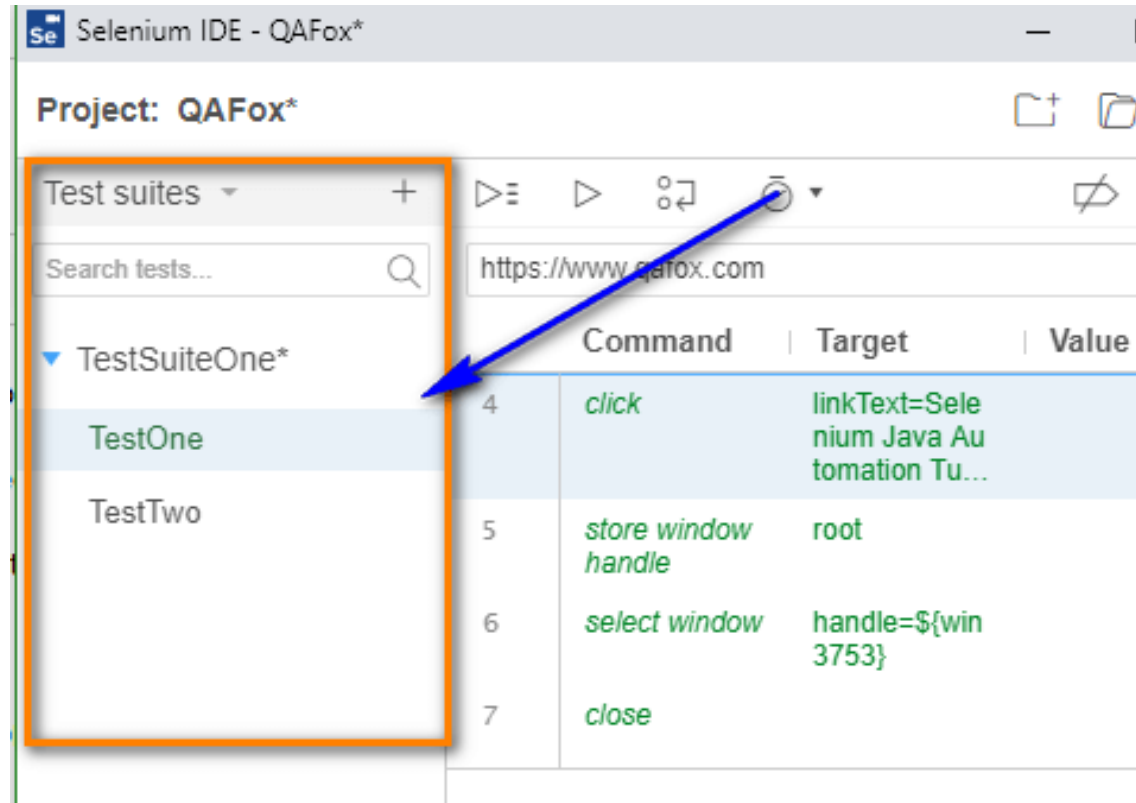 Se Selenium IDE - QAFox*
Project: QAFox*
Test suites
Search tests...
TestSuiteOne*
TestOne
TestTwo
https://www.qafox.com
Command Target Value
4 click linkText=Sele
nium Java Au
tomation Tu...
5 store window root
handle
6 select window handle=${win
3753}
7 close